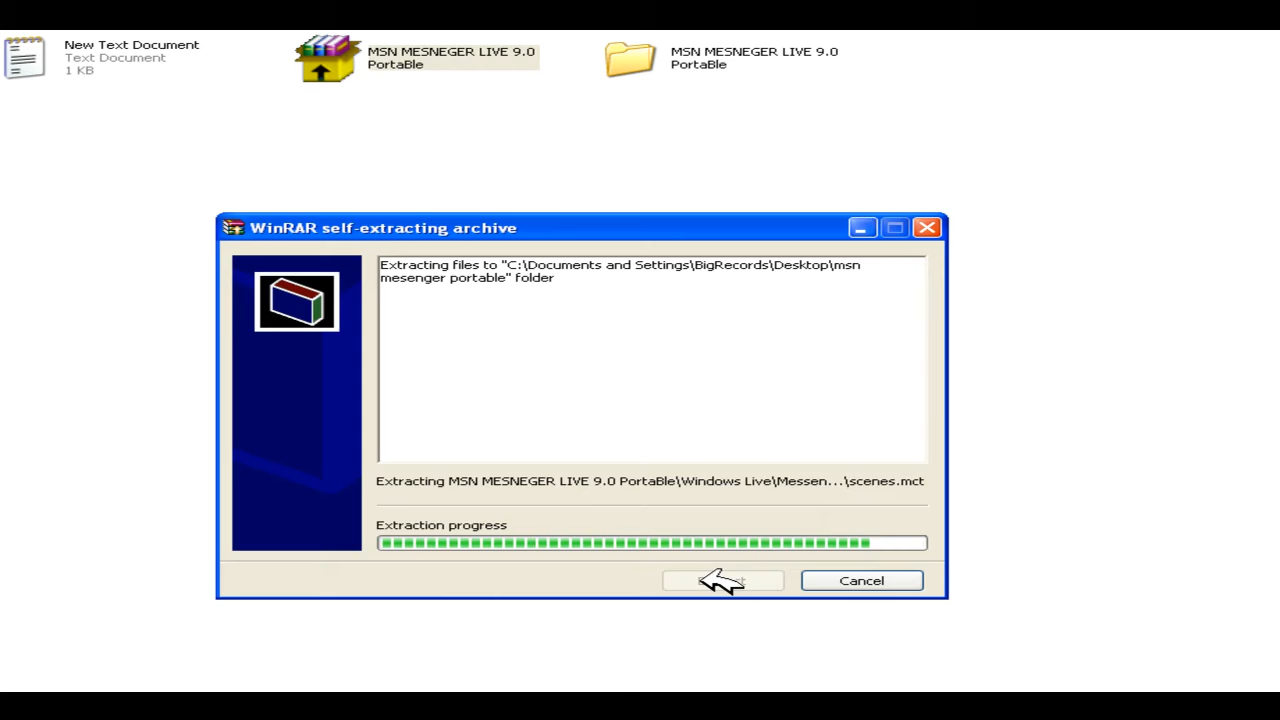 New Text Document
Text Document
1 KB
MSN MESNEGER LIVE 9.0
PortaBle
MSN MESNEGER LIVE 9.0
PortaBle
WinRAR self-extracting archive
Extracting files to "C:\Documents and Settings\BigRecords\Desktop\msn
mesenger portable" folder
Extracting MSN MESNEGER LIVE 9.0 PortaBle\Windows Live\Messen...\scenes.mct
Extraction progress
Cancel